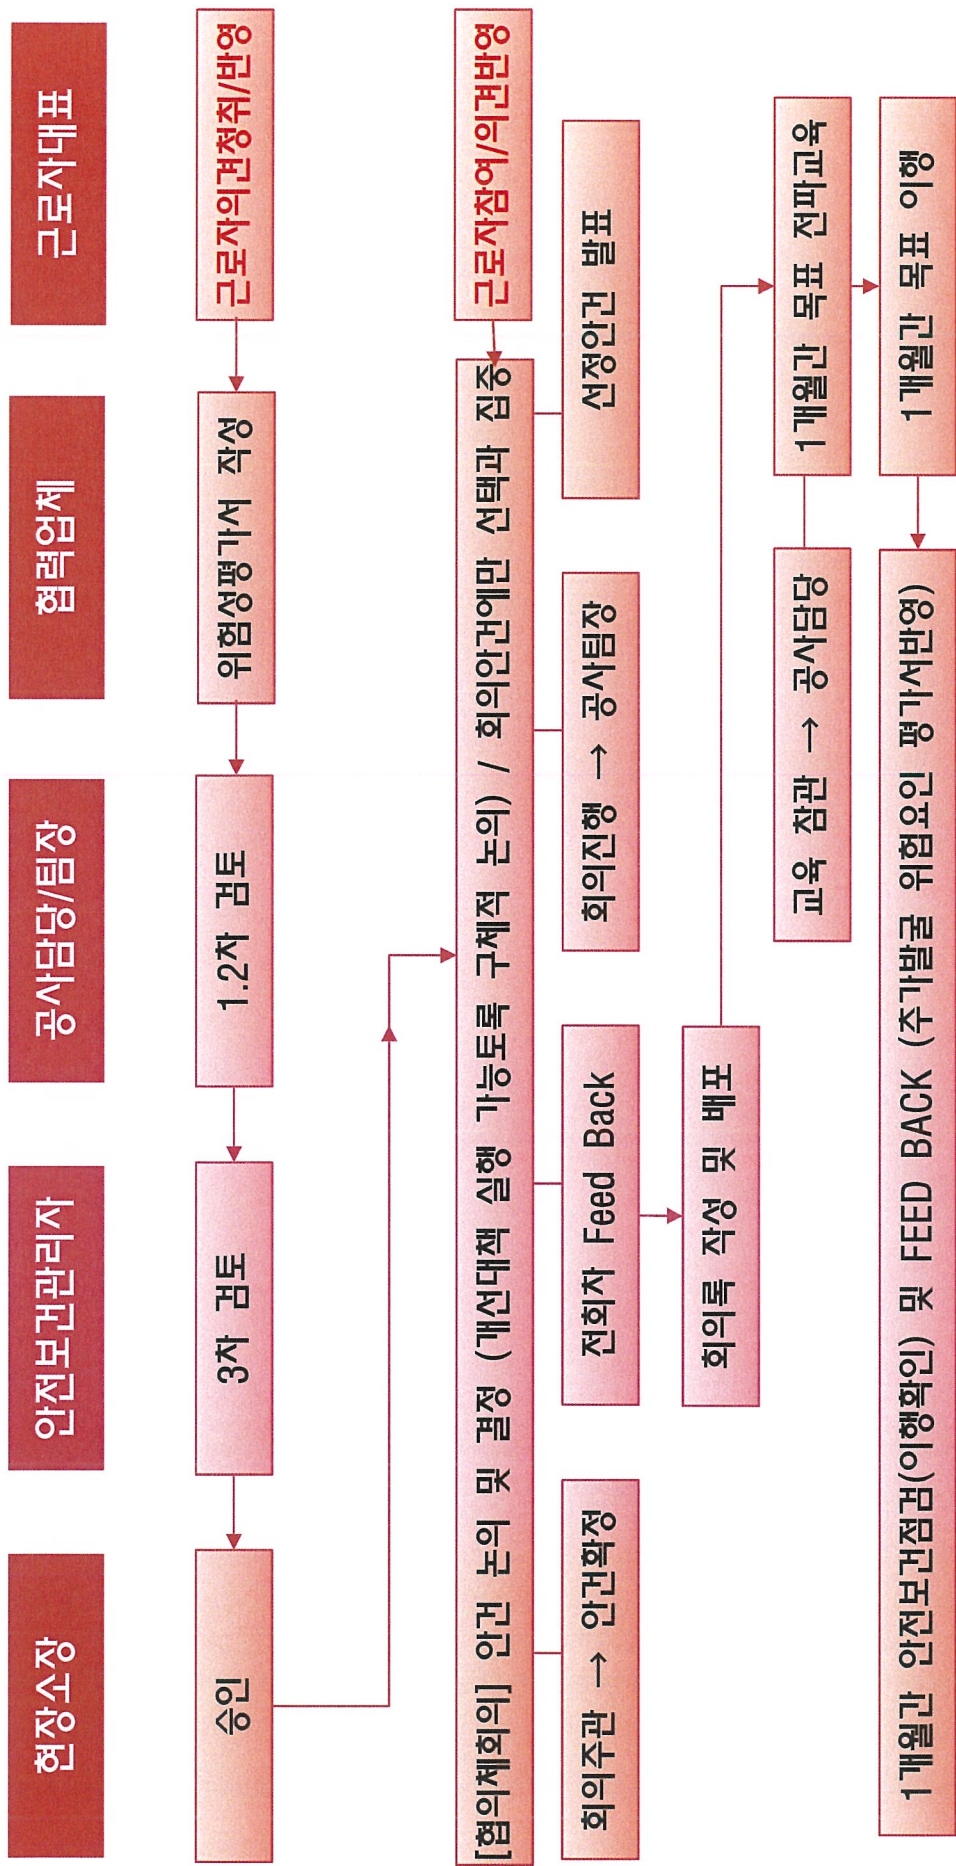 현장소장
안전보건관리자
공사담당/팀장
협력업체
근로자대표
승인
3차 검토
1.2차 검토
위험성평가서 작성
근로자의견청취/반영
[협의체회의] 안건 논의 및 결정 (개선대책 실행 가능토록 구체적 논의) / 회의안건에만 선택과 집중
근로자참여/의견반영
회의주관 → 안건확정
전회차 Feed Back
회의진행 → 공사팀장
선정안건 발표
회의록 작성 및 배포
교육 참관 → 공사담당
1개월간 목표 전파교육
1개월간 안전보건점검(이행확인) 및 FEED BACK (추가발굴 위험요인 평가서반영)
1개월간 목표 이행